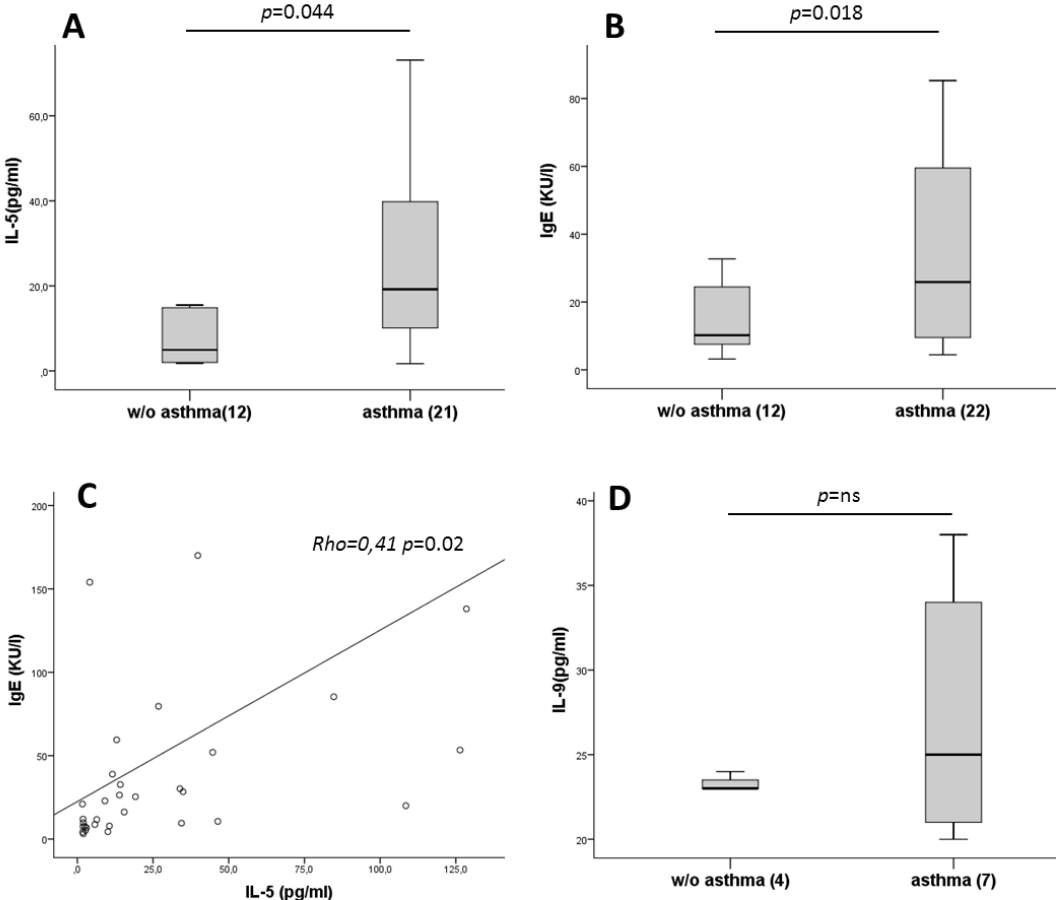 A
p=0.044
IL-5(pg/ml)
60,0
40,0
20,0
,0
w/o asthma(12)
asthma (21)
B
p=0.018
IgE (KU/l)
80
60
40
20
0
w/o asthma (12)
asthma (22)
C
Rho=0,41 p=0.02
IgE (KU/l)
200
150
100
50
0
,0
25,0
50,0
75,0
100,0
125,0
IL-5 (pg/ml)
D
p=ns
IL-9(pg/ml)
40
35
30
25
20
w/o asthma (4)
asthma (7)